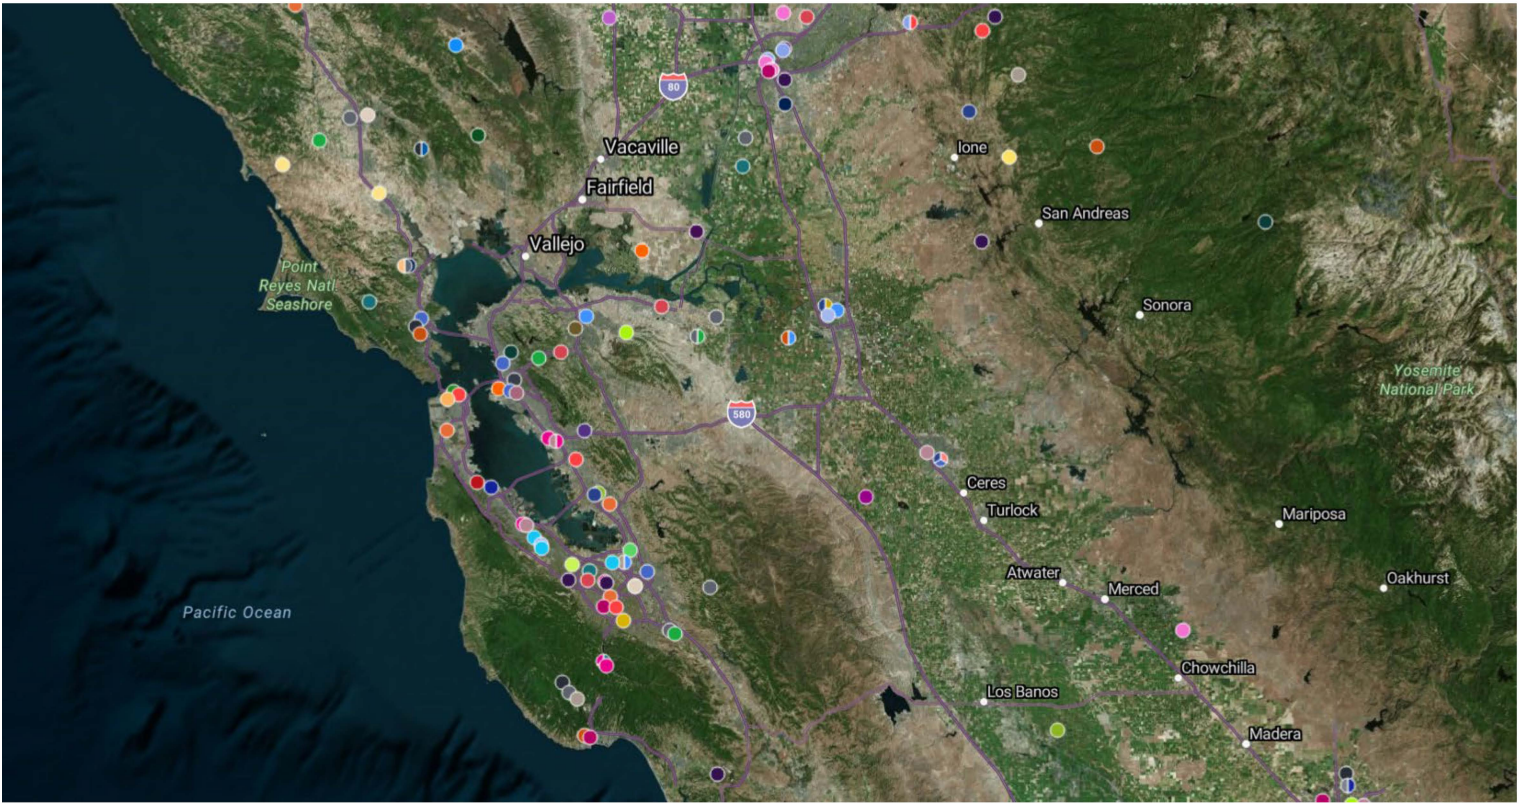 80
Vacaville
Ione
Fairfield
San Andreas
Vallejo
Point
Reyes Natl
Seashore
Sonora
Yosemite
National Park
580
Ceres
Turlock
Mariposa
Atwater
Merced
Oakhurst
Pacific Ocean
Chowchilla
Los Banos
Madera